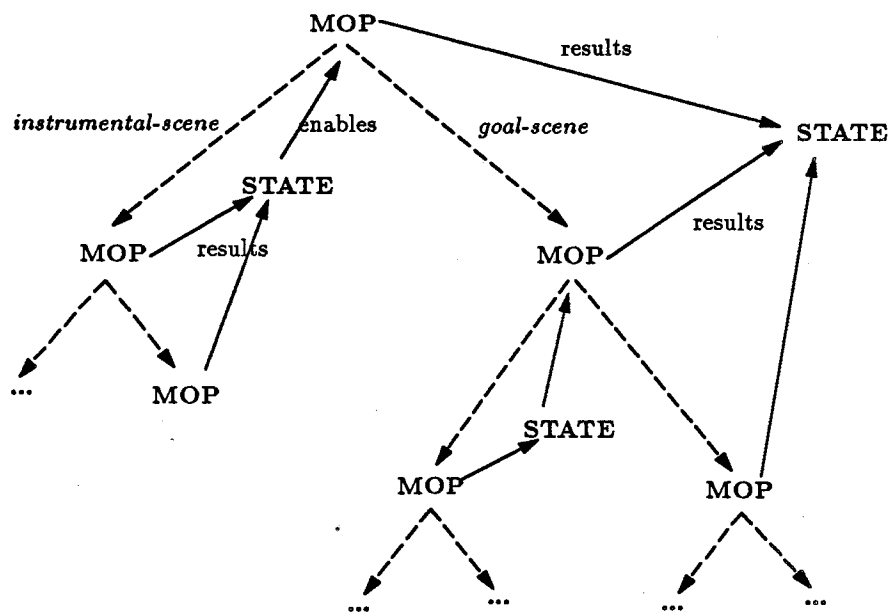 MOP
results
instrumental-scene
enables
goal-scene
STATE
STATE
MOP
results
MOP
results
...
MOP
STATE
MOP
MOP
...
...
...
...